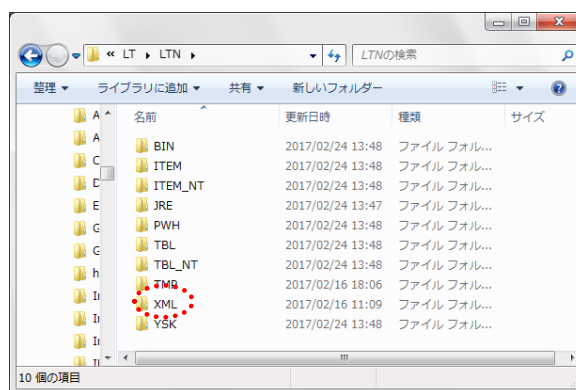 « LT ▸ LTN ▸ LTNの検索
整理 ▼ ライブラリに追加 ▼ 共有 ▼ 新しいフォルダー
名前 更新日時 種類 サイズ
BIN 2017/02/24 13:48 ファイル フォル...
ITEM 2017/02/24 13:48 ファイル フォル...
ITEM_NT 2017/02/24 13:48 ファイル フォル...
JRE 2017/02/24 13:47 ファイル フォル...
PWH 2017/02/24 13:48 ファイル フォル...
TBL 2017/02/24 13:48 ファイル フォル...
TBL_NT 2017/02/24 13:48 ファイル フォル...
TMP 2017/02/16 18:06 ファイル フォル...
XML 2017/02/16 11:09 ファイル フォル...
YSK 2017/02/24 13:48 ファイル フォル...
10 個の項目